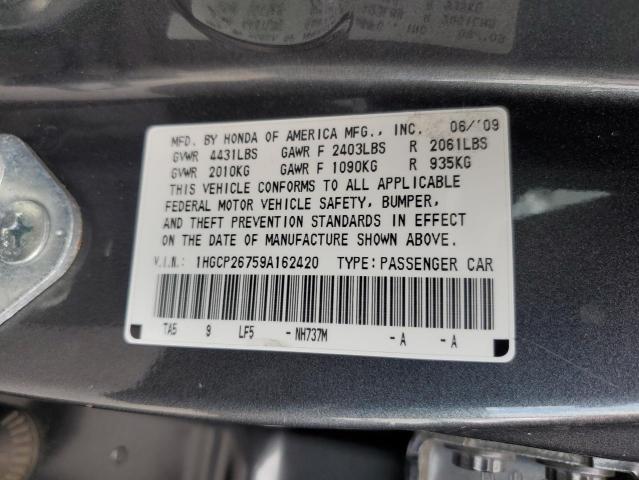 MFD. BY HONDA OF AMERICA MFG., INC. 06/'09
GVWR 4431LBS GAWR F 2403LBS R 2061LBS
GVWR 2010KG GAWR F 1090KG R 935KG
THIS VEHICLE CONFORMS TO ALL APPLICABLE
FEDERAL MOTOR VEHICLE SAFETY, BUMPER,
AND THEFT PREVENTION STANDARDS IN EFFECT
ON THE DATE OF MANUFACTURE SHOWN ABOVE.
V.I.N.: 1HGCP26759A162420 TYPE: PASSENGER CAR
TA5 9 LF5 - NH737M - A - A